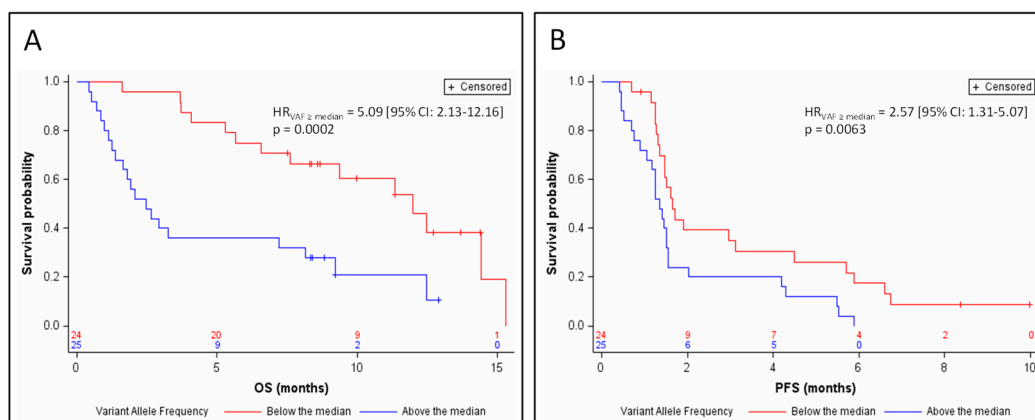 A
+ Censored
HRVAF ≥ median = 5.09 [95% CI: 2.13-12.16]
p = 0.0002
Survival probability
1.0
0.8
0.6
0.4
0.2
0.0
24 20 9 1
25 9 2 0
0 5 10 15
OS (months)
Variant Allele Frequency Below the median Above the median
B
+ Censored
HRVAF ≥ median = 2.57 [95% CI: 1.31-5.07]
p = 0.0063
Survival probability
1.0
0.8
0.6
0.4
0.2
0.0
24 9 7 4 2 0
25 6 5 0
0 2 4 6 8 10
PFS (months)
Variant Allele Frequency Below the median Above the median